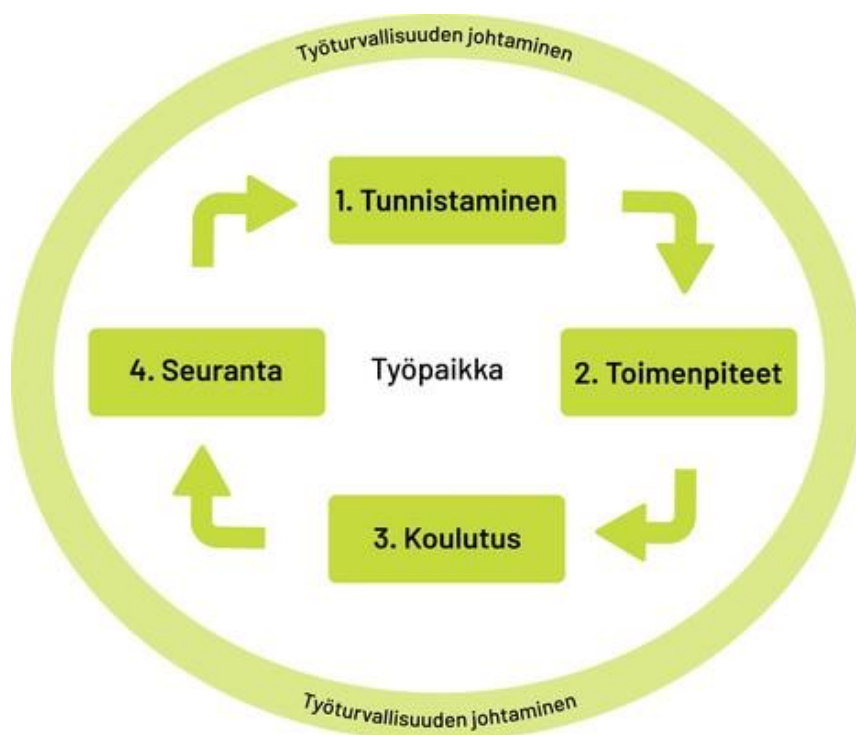 Työturvallisuuden johtaminen
1. Tunnistaminen
4. Seuranta
Työpaikka
2. Toimenpiteet
3. Koulutus
Työturvallisuuden johtaminen